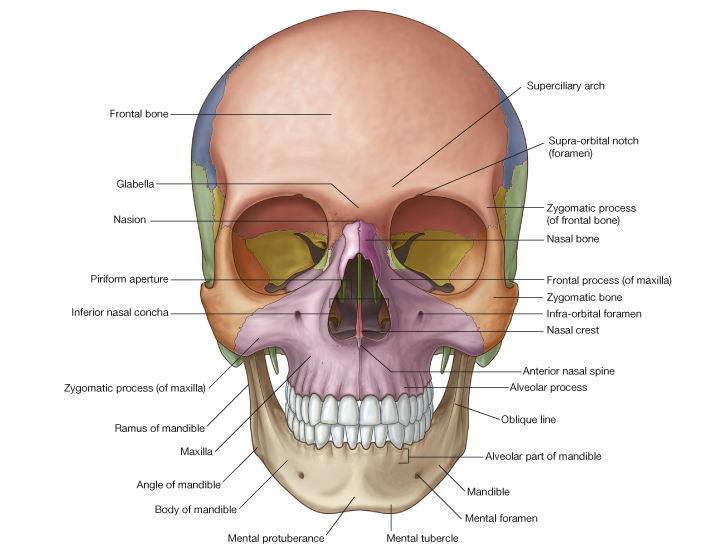 Superciliary arch
Frontal bone
Supra-orbital notch
(foramen)
Glabella
Zygomatic process
(of frontal bone)
Nasion
Nasal bone
Piriform aperture
Frontal process (of maxilla)
Zygomatic bone
Inferior nasal concha
Infra-orbital foramen
Nasal crest
Anterior nasal spine
Zygomatic process (of maxilla)
Alveolar process
Oblique line
Ramus of mandible
Maxilla
Alveolar part of mandible
Angle of mandible
Mandible
Body of mandible
Mental foramen
Mental protuberance
Mental tubercle